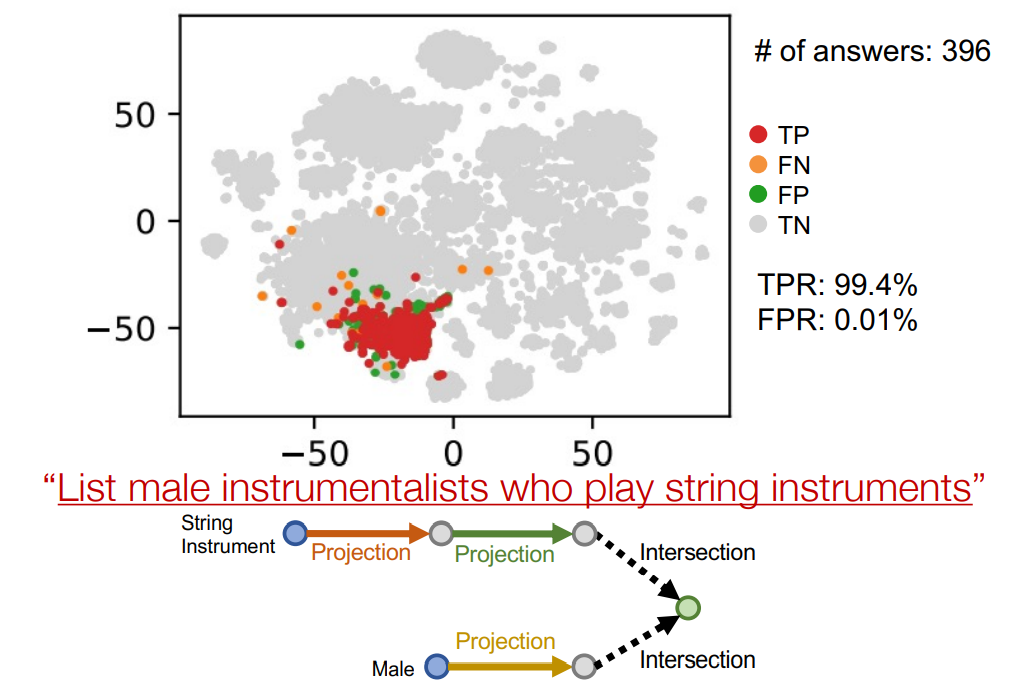 # of answers: 396
50
0
−50
TP
FN
FP
TN
TPR: 99.4%
FPR: 0.01%
−50 0 50
“List male instrumentalists who play string instruments”
String
Instrument
Projection
Projection
Intersection
Projection
Male
Intersection